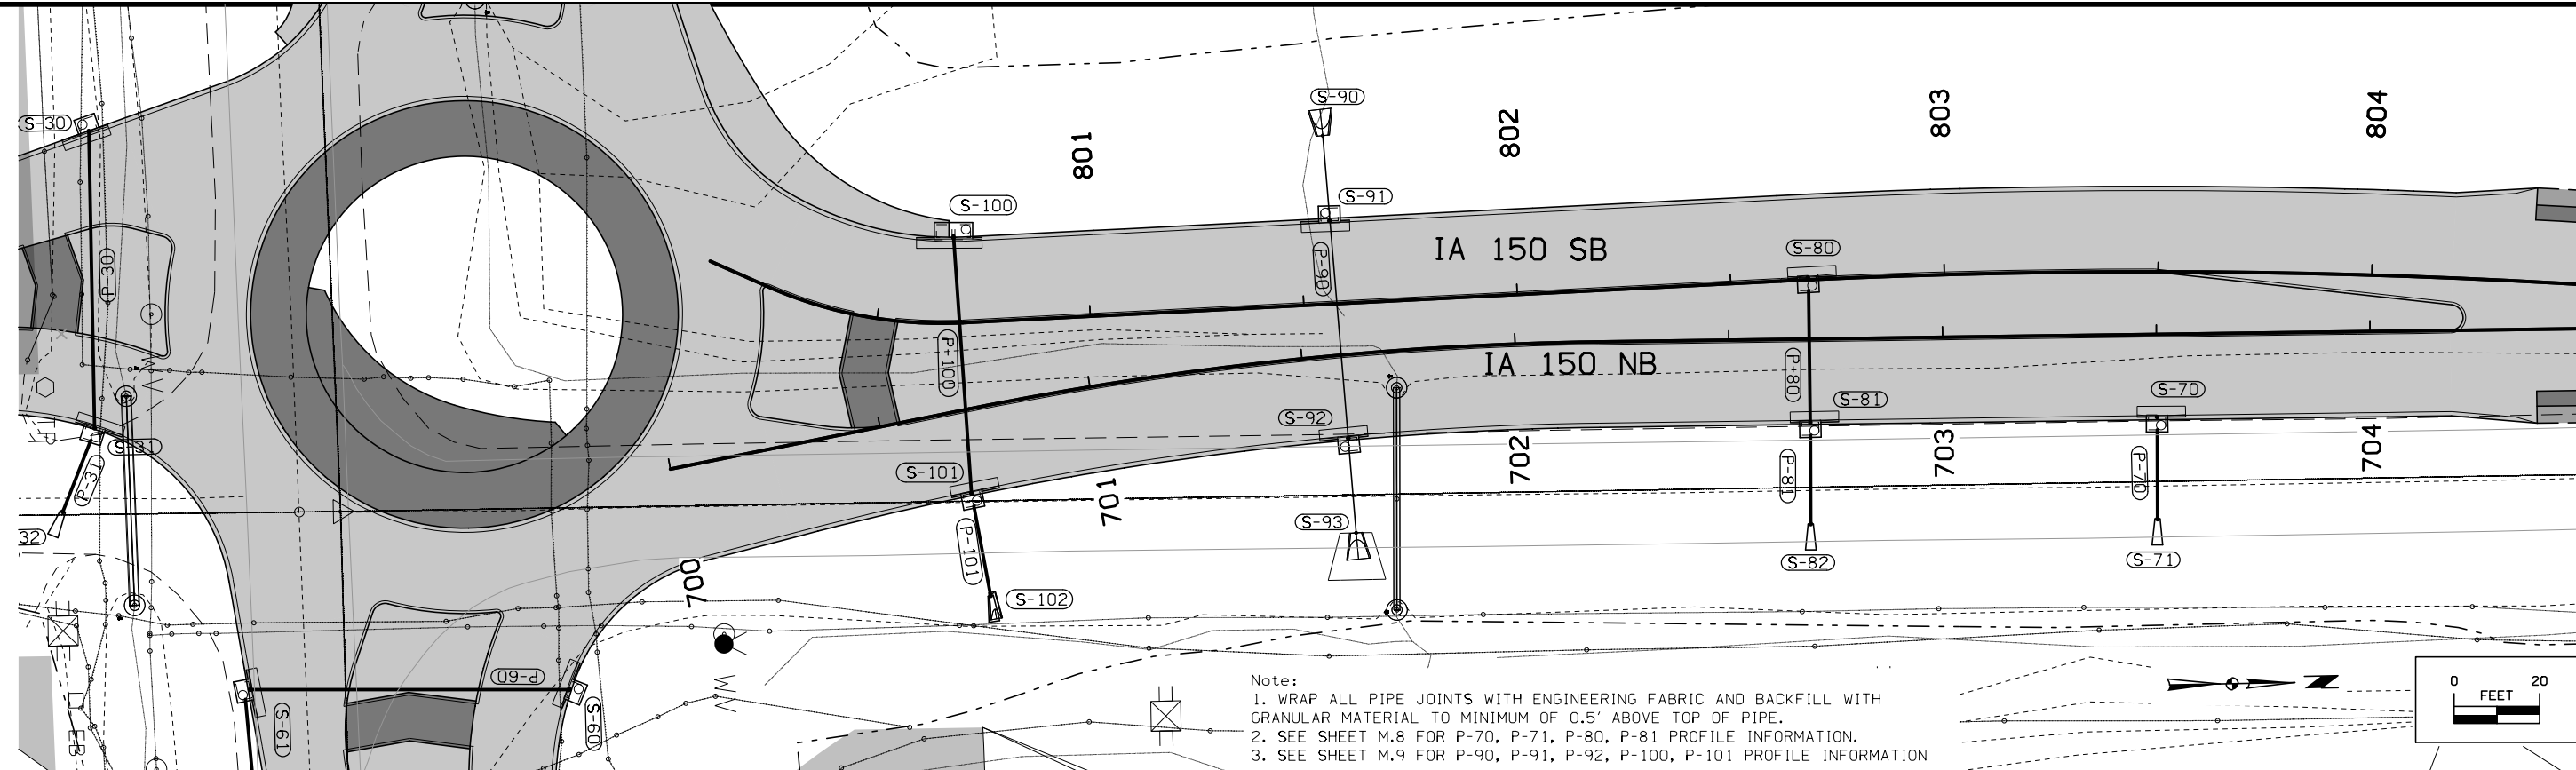 S-30
P-30
S-31
P-31
32
S-90
801
802
803
804
S-100
S-91
P-90
IA 150 SB
S-80
P-100
IA 150 NB
P-80
S-81
S-70
S-92
S-101
P-101
701
702
703
704
P-81
P-70
S-93
S-82
S-71
700
S-102
P-60
S-61
S-60
Note:
1. WRAP ALL PIPE JOINTS WITH ENGINEERING FABRIC AND BACKFILL WITH
GRANULAR MATERIAL TO MINIMUM OF 0.5' ABOVE TOP OF PIPE.
2. SEE SHEET M.8 FOR P-70, P-71, P-80, P-81 PROFILE INFORMATION.
3. SEE SHEET M.9 FOR P-90, P-91, P-92, P-100, P-101 PROFILE INFORMATION
0 20
FEET